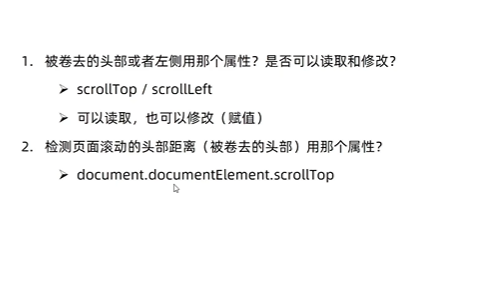 1. 被卷去的头部或者左侧用那个属性？是否可以读取和修改？
➢ scrollTop / scrollLeft
➢ 可以读取，也可以修改（赋值）
2. 检测页面滚动的头部距离（被卷去的头部）用那个属性？
➢ document.documentElement.scrollTop